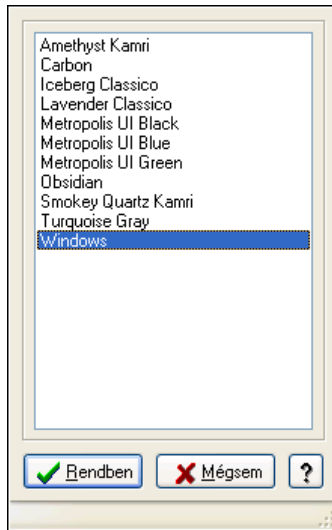 Amethyst Kamri
Carbon
Iceberg Classico
Lavender Classico
Metropolis UI Black
Metropolis UI Blue
Metropolis UI Green
Obsidian
Smokey Quartz Kamri
Turquoise Gray
Windows
Rendben Mégsem ?